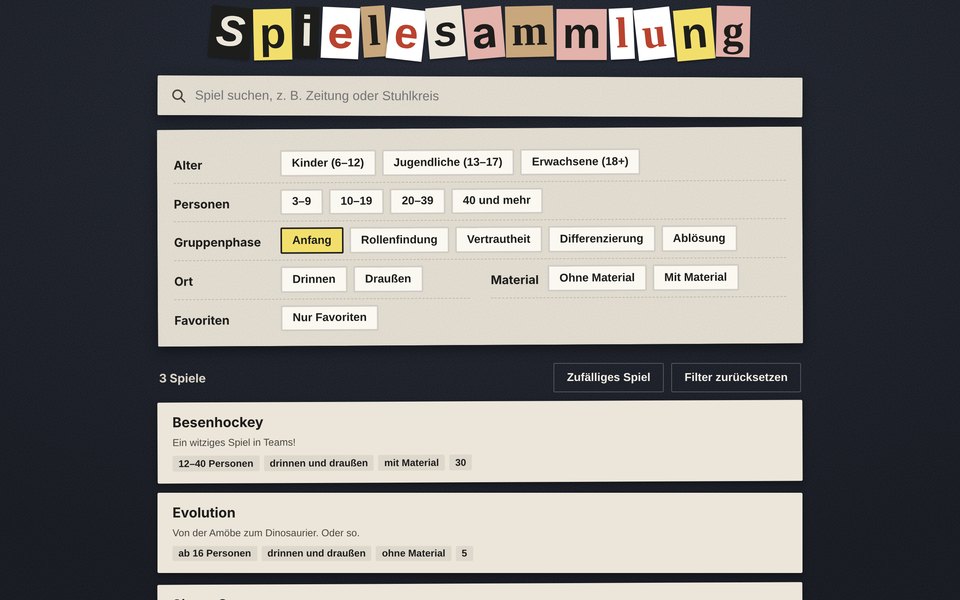 Spielesammlung
Spiel suchen, z. B. Zeitung oder Stuhlkreis
Alter Kinder (6–12) Jugendliche (13–17) Erwachsene (18+)
Personen 3–9 10–19 20–39 40 und mehr
Gruppenphase Anfang Rollenfindung Vertrautheit Differenzierung Ablösung
Ort Drinnen Draußen Material Ohne Material Mit Material
Favoriten Nur Favoriten
3 Spiele Zufälliges Spiel Filter zurücksetzen
Besenhockey
Ein witziges Spiel in Teams!
12–40 Personen drinnen und draußen mit Material 30
Evolution
Von der Amöbe zum Dinosaurier. Oder so.
ab 16 Personen drinnen und draußen ohne Material 5